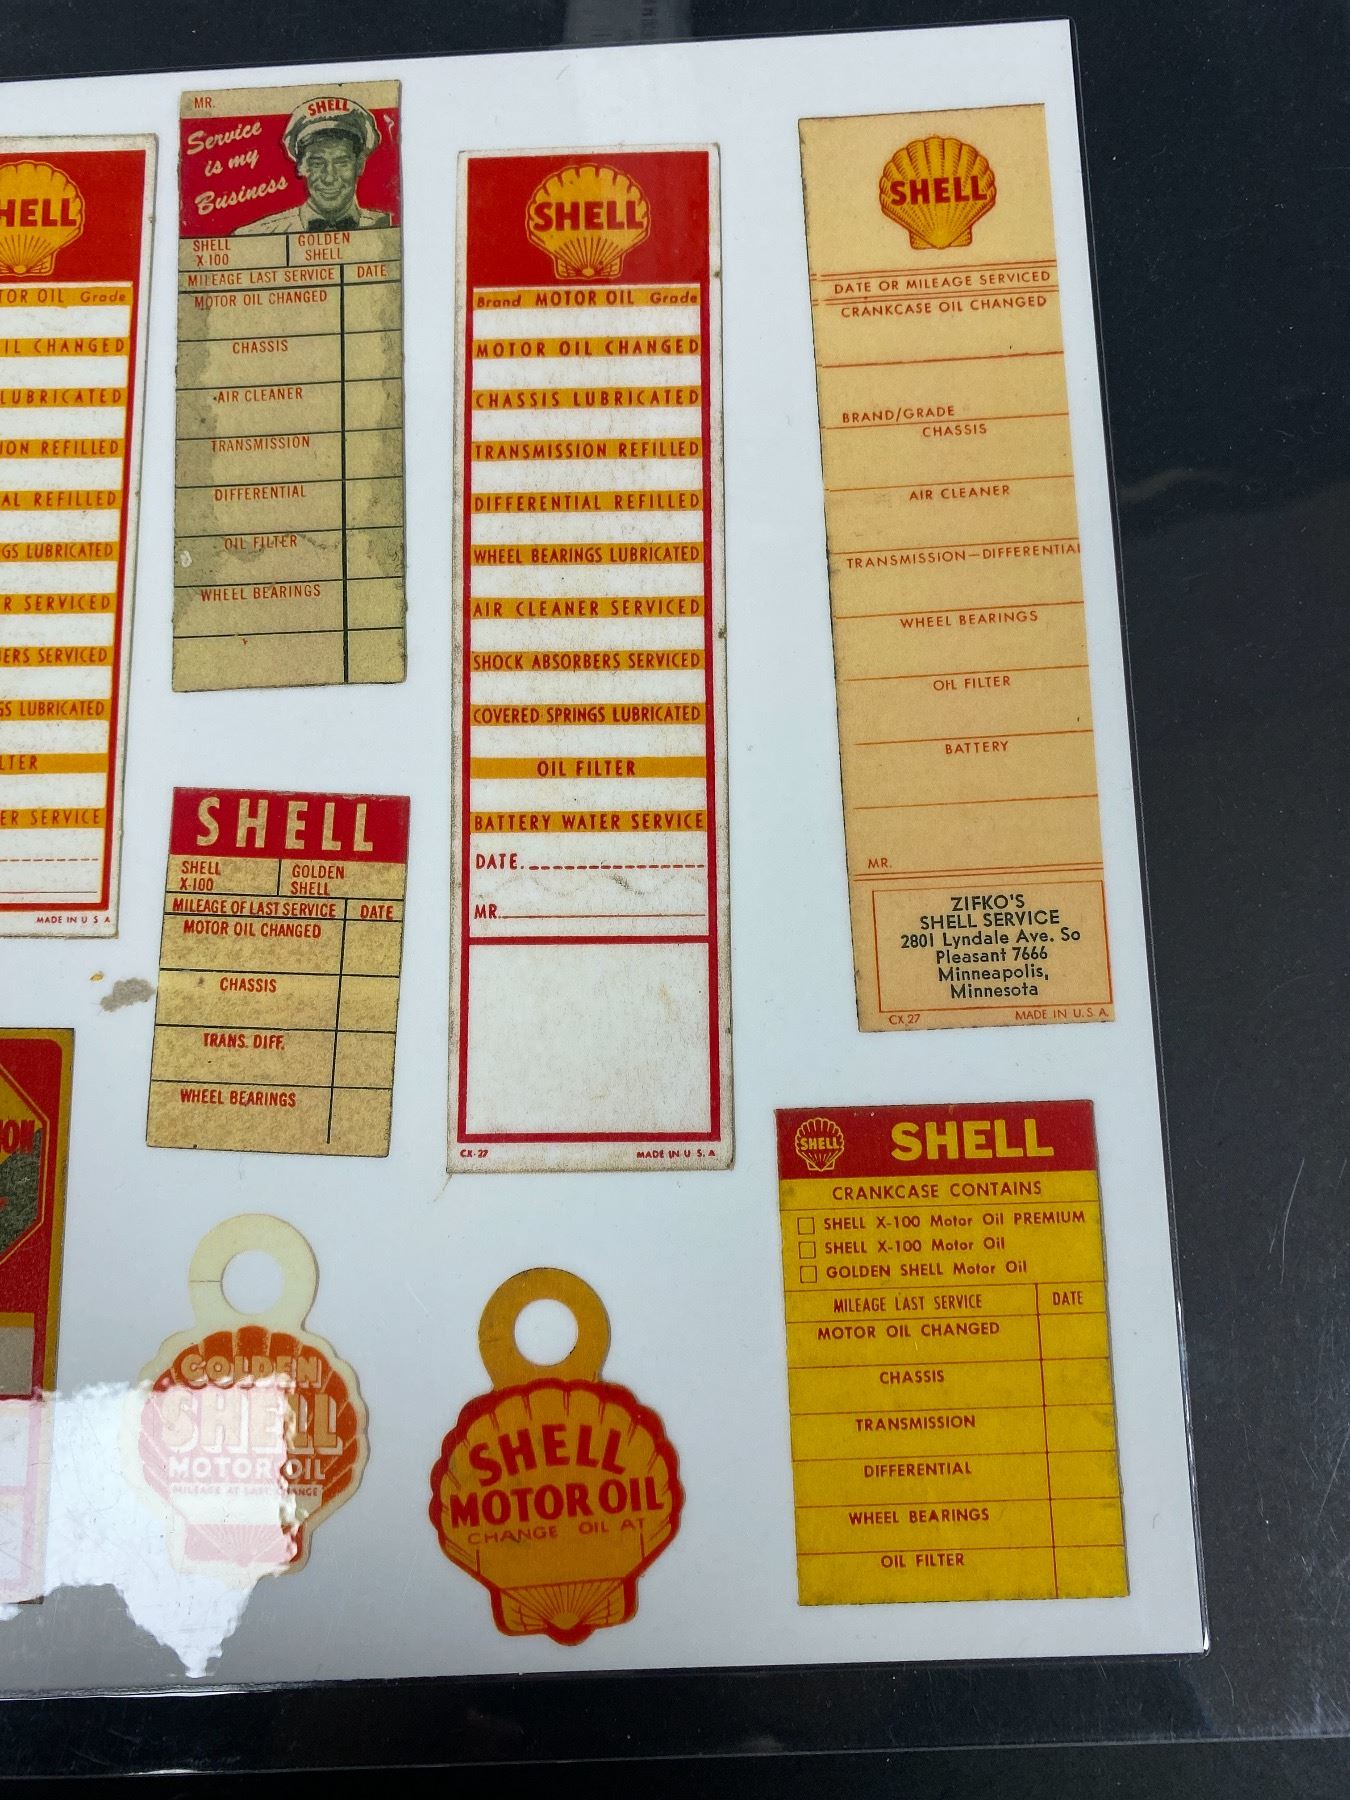 HELL
TOR OIL Grade
IL CHANGED
LUBRICATED
ION REFILLED
AL REFILLED
GS LUBRICATED
R SERVICED
BERS SERVICED
GS LUBRICATED
LTER
ER SERVICE
MADE IN U S A
ION
MR.
SHELL
Service
is my
Business
SHELL X-100
GOLDEN SHELL
MILEAGE LAST SERVICE DATE
MOTOR OIL CHANGED
CHASSIS
AIR CLEANER
TRANSMISSION
DIFFERENTIAL
OIL FILTER
WHEEL BEARINGS
SHELL
SHELL X-100
GOLDEN SHELL
MILEAGE OF LAST SERVICE DATE
MOTOR OIL CHANGED
CHASSIS
TRANS. DIFF.
WHEEL BEARINGS
GOLDEN
SHELL
MOTOR OIL
MILEAGE AT LAST CHANGE
SHELL
Brand MOTOR OIL Grade
MOTOR OIL CHANGED
CHASSIS LUBRICATED
TRANSMISSION REFILLED
DIFFERENTIAL REFILLED
WHEEL BEARINGS LUBRICATED
AIR CLEANER SERVICED
SHOCK ABSORBERS SERVICED
COVERED SPRINGS LUBRICATED
OIL FILTER
BATTERY WATER SERVICE
DATE
MR.
CX-27 MADE IN U. S. A
SHELL
MOTOR OIL
CHANGE OIL AT
SHELL
DATE OR MILEAGE SERVICED
CRANKCASE OIL CHANGED
BRAND/GRADE
CHASSIS
AIR CLEANER
TRANSMISSION—DIFFERENTIAL
WHEEL BEARINGS
OIL FILTER
BATTERY
MR.
ZIFKO'S
SHELL SERVICE
2801 Lyndale Ave. So
Pleasant 7666
Minneapolis,
Minnesota
CX 27 MADE IN U.S.A.
SHELL SHELL
CRANKCASE CONTAINS
SHELL X-100 Motor Oil PREMIUM
SHELL X-100 Motor Oil
GOLDEN SHELL Motor Oil
MILEAGE LAST SERVICE DATE
MOTOR OIL CHANGED
CHASSIS
TRANSMISSION
DIFFERENTIAL
WHEEL BEARINGS
OIL FILTER